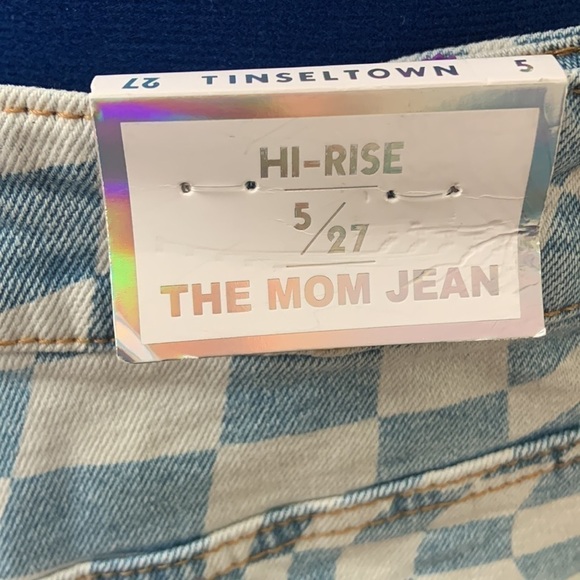 27 TINSELTOWN 5
HI-RISE
5/27
THE MOM JEAN